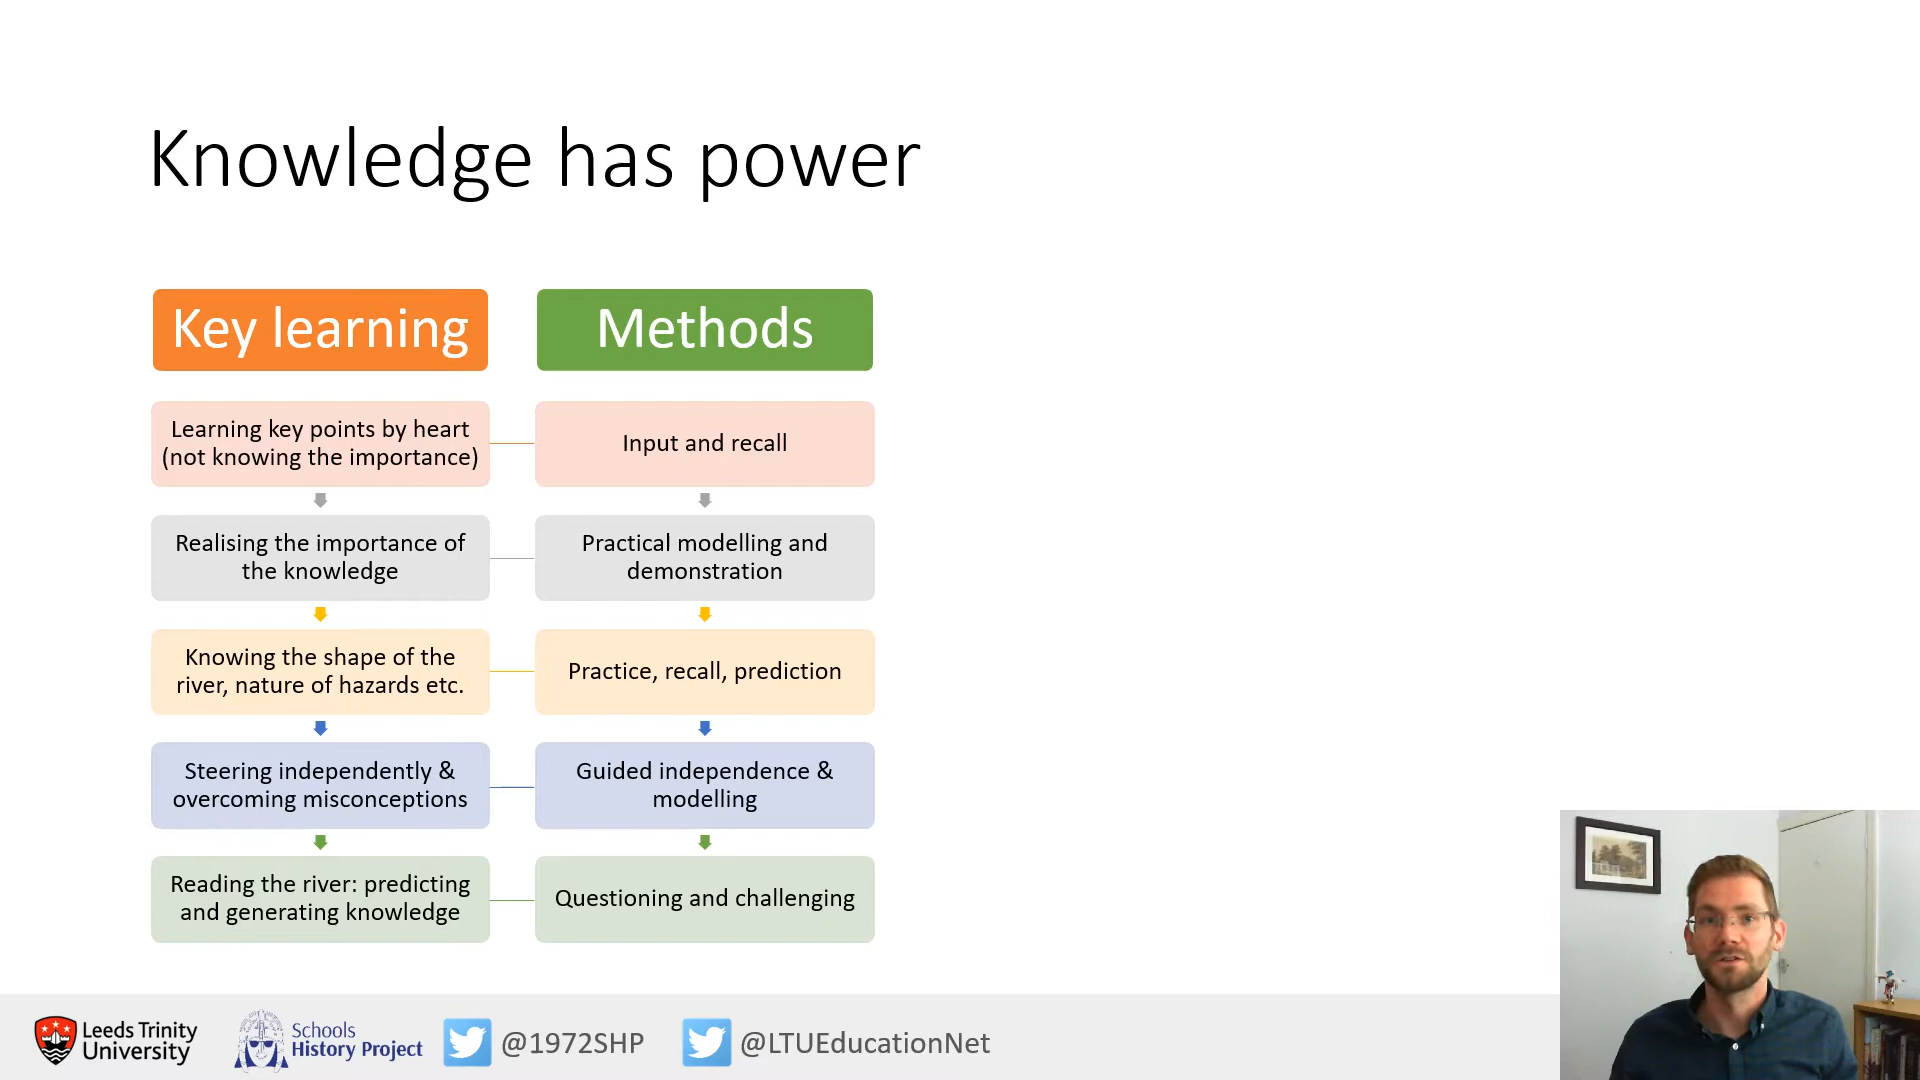 Knowledge has power
Key learning
Methods
Learning key points by heart
(not knowing the importance)
Input and recall
Realising the importance of
the knowledge
Practical modelling and
demonstration
Knowing the shape of the
river, nature of hazards etc.
Practice, recall, prediction
Steering independently &
overcoming misconceptions
Guided independence &
modelling
Reading the river: predicting
and generating knowledge
Questioning and challenging
Leeds Trinity
University
Schools
History Project
@1972SHP
@LTUEducationNet